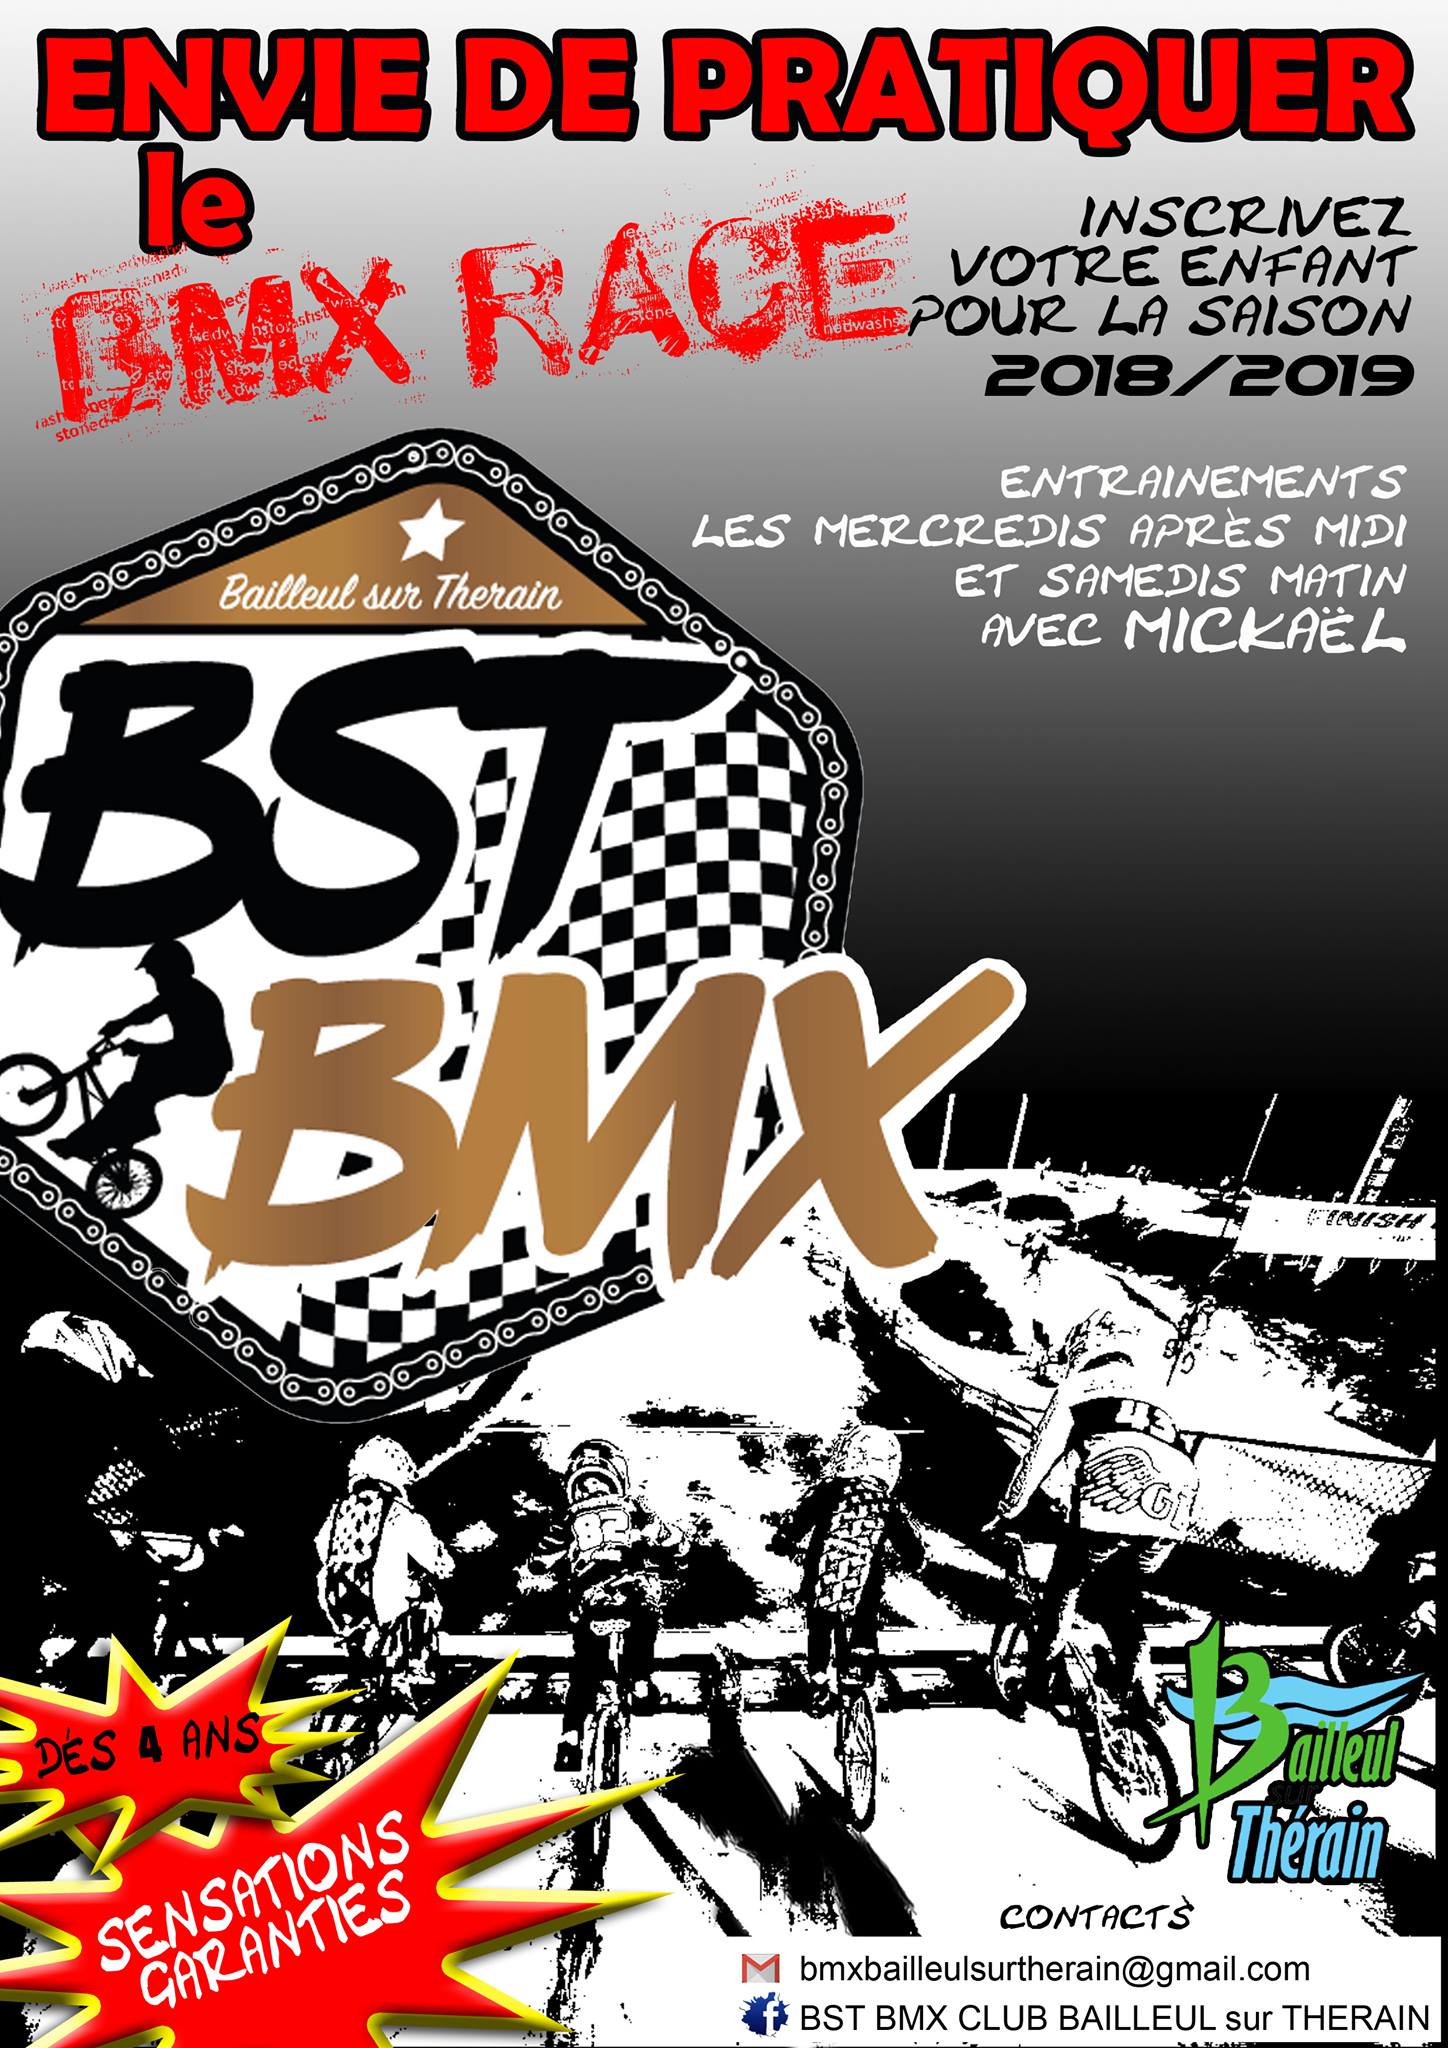 ENVIE DE PRATIQUER
le
BMX RACE
INSCRIVEZ
VOTRE ENFANT
POUR LA SAISON
2018/2019
ENTRAINEMENTS
LES MERCREDIS APRÈS MIDI
ET SAMEDIS MATIN
AVEC MICKAËL
Bailleul sur Therain
BST
BMX
FINISH
82
DÉS 4 ANS
SENSATIONS
GARANTIES
Bailleul
sur
Thérain
CONTACTS
bmxbailleulsurtherain@gmail.com
BST BMX CLUB BAILLEUL sur THERAIN